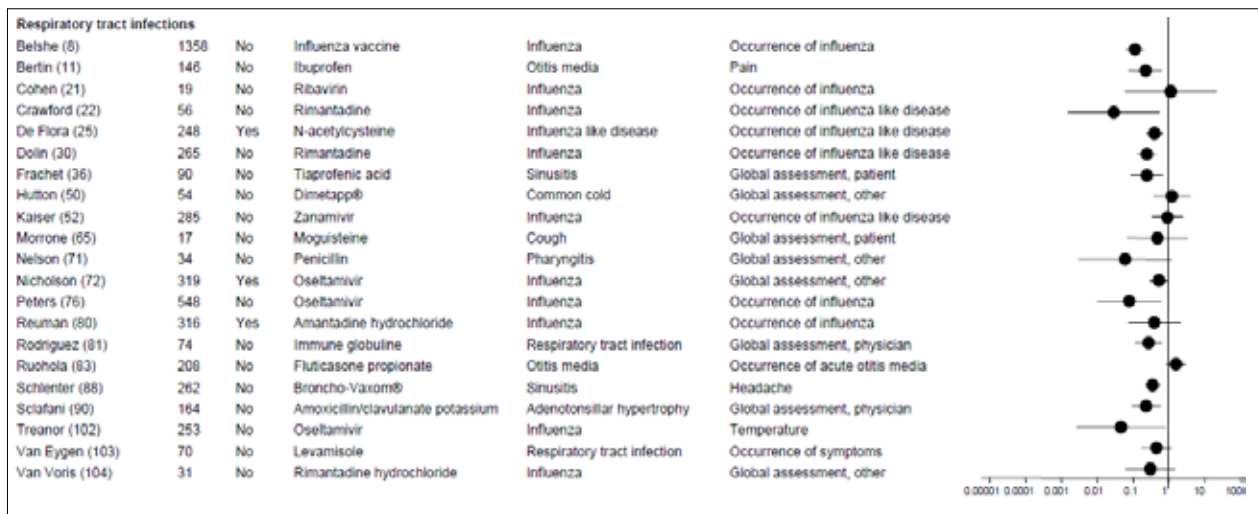 Respiratory tract infections
Belshe (8) 1358 No Influenza vaccine Influenza Occurrence of influenza
Bertin (11) 146 No Ibuprofen Otitis media Pain
Cohen (21) 19 No Ribavirin Influenza Occurrence of influenza
Crawford (22) 56 No Rimantadine Influenza Occurrence of influenza like disease
De Flora (25) 248 Yes N-acetylcysteine Influenza like disease Occurrence of influenza like disease
Dolin (30) 265 No Rimantadine Influenza Occurrence of influenza like disease
Frachet (36) 90 No Tiaprofenic acid Sinusitis Global assessment, patient
Hutton (50) 54 No Dimetapp® Common cold Global assessment, other
Kaiser (52) 285 No Zanamivir Influenza Occurrence of influenza like disease
Morrone (65) 17 No Moguisteine Cough Global assessment, patient
Nelson (71) 34 No Penicillin Pharyngitis Global assessment, other
Nicholson (72) 319 Yes Oseltamivir Influenza Global assessment, other
Peters (76) 548 No Oseltamivir Influenza Occurrence of influenza
Reuman (80) 316 Yes Amantadine hydrochloride Influenza Occurrence of influenza
Rodriguez (81) 74 No Immune globuline Respiratory tract infection Global assessment, physician
Ruohola (83) 208 No Fluticasone propionate Otitis media Occurrence of acute otitis media
Schlenter (88) 262 No Broncho-Vaxom® Sinusitis Headache
Sclafani (90) 164 No Amoxicillin/clavulanate potassium Adenotonsillar hypertrophy Global assessment, physician
Treanor (102) 253 No Oseltamivir Influenza Temperature
Van Eygen (103) 70 No Levamisole Respiratory tract infection Occurrence of symptoms
Van Voris (104) 31 No Rimantadine hydrochloride Influenza Global assessment, other
0.00001 0.0001 0.001 0.01 0.1 1 10